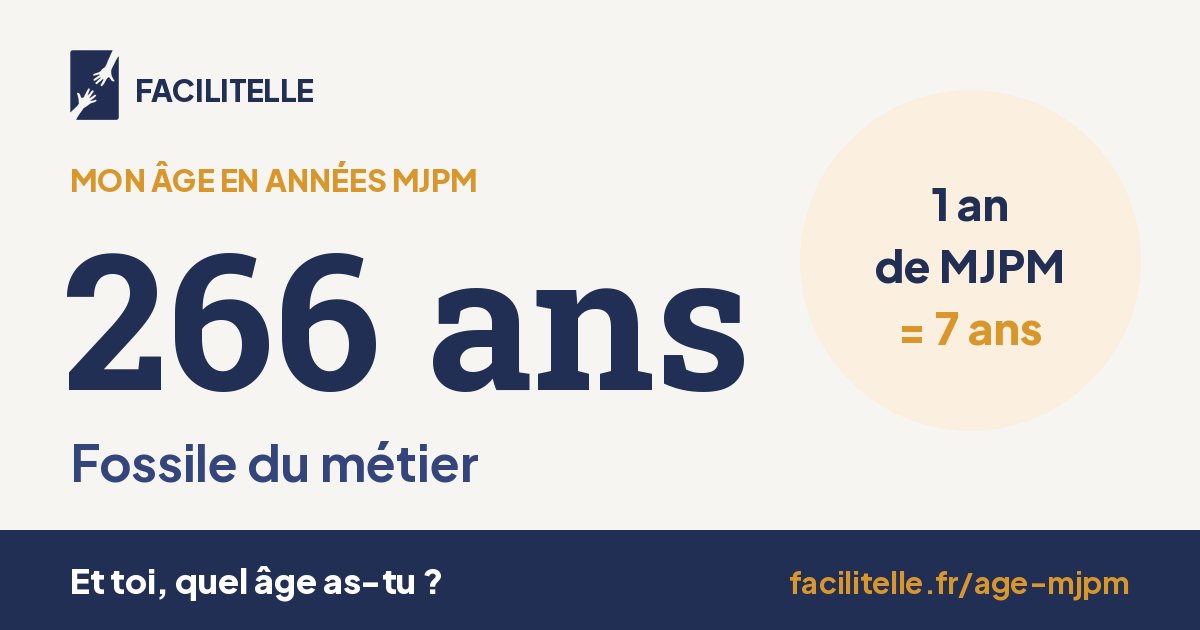 FACILITELLE
MON ÂGE EN ANNÉES MJPM
266 ans
Fossile du métier
1 an
de MJPM
= 7 ans
Et toi, quel âge as-tu ?
facilitelle.fr/age-mjpm